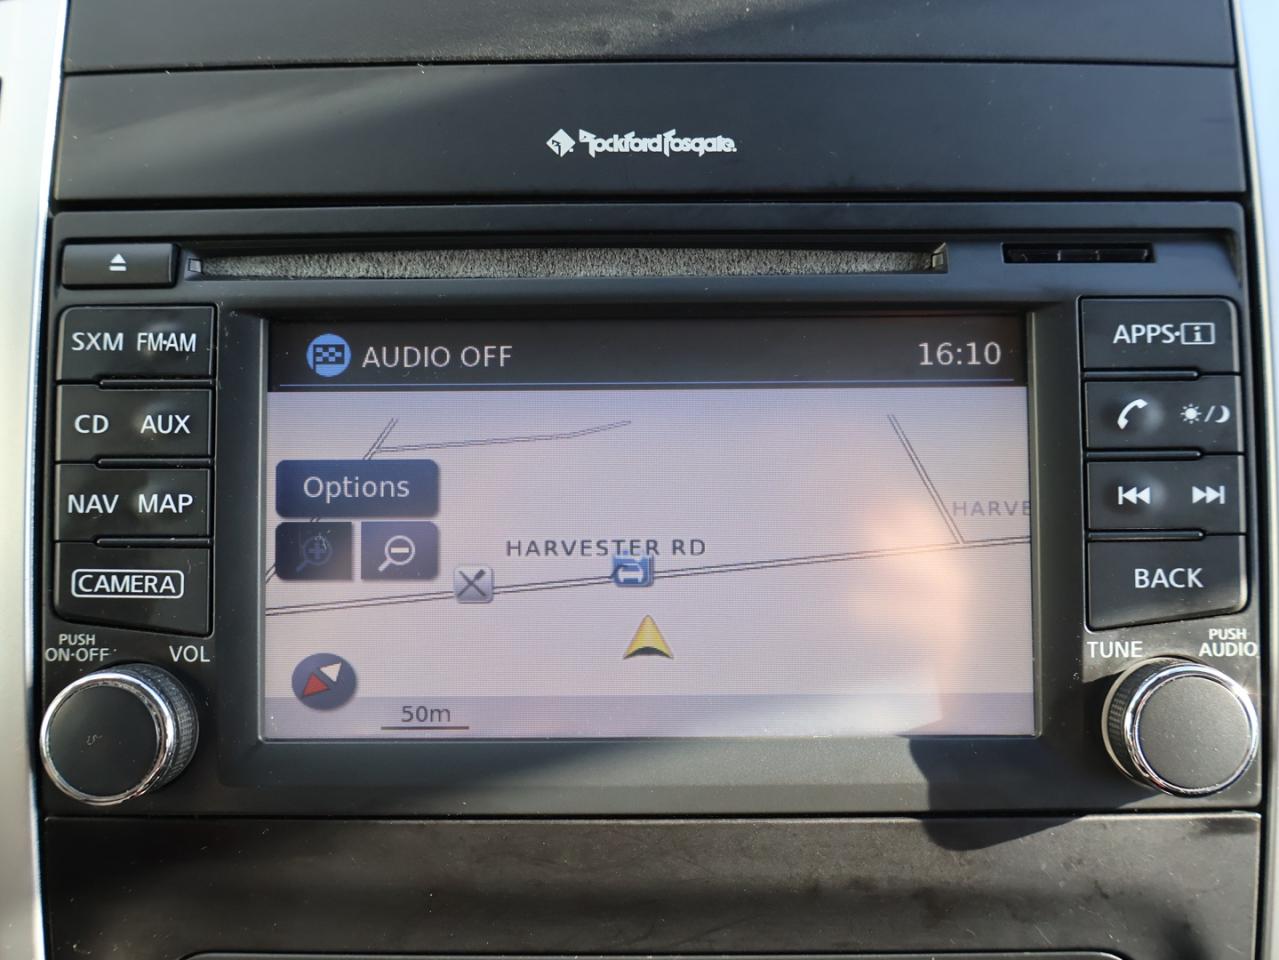 Rockford Fosgate.
SXM FM·AM
AUDIO OFF
16:10
APPS·i
CD AUX
Options
NAV MAP
HARVE
HARVESTER RD
CAMERA
BACK
PUSH
ON·OFF
VOL
TUNE
PUSH
AUDIO
50m